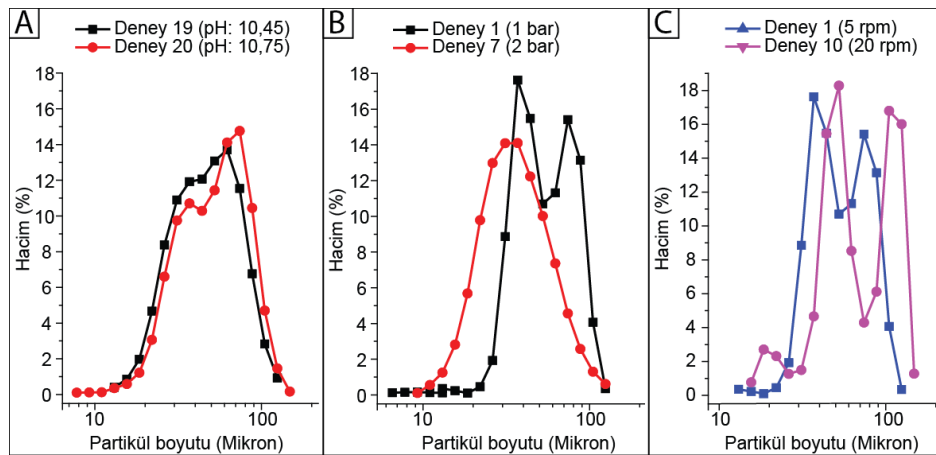 A
Deney 19 (pH: 10,45)
Deney 20 (pH: 10,75)
18
16
14
12
10
8
6
4
2
0
Hacim (%)
10
100
Partikül boyutu (Mikron)
B
Deney 1 (1 bar)
Deney 7 (2 bar)
18
16
14
12
10
8
6
4
2
0
Hacim (%)
10
100
Partikül boyutu (Mikron)
C
Deney 1 (5 rpm)
Deney 10 (20 rpm)
18
16
14
12
10
8
6
4
2
0
Hacim (%)
10
100
Partikül boyutu (Mikron)